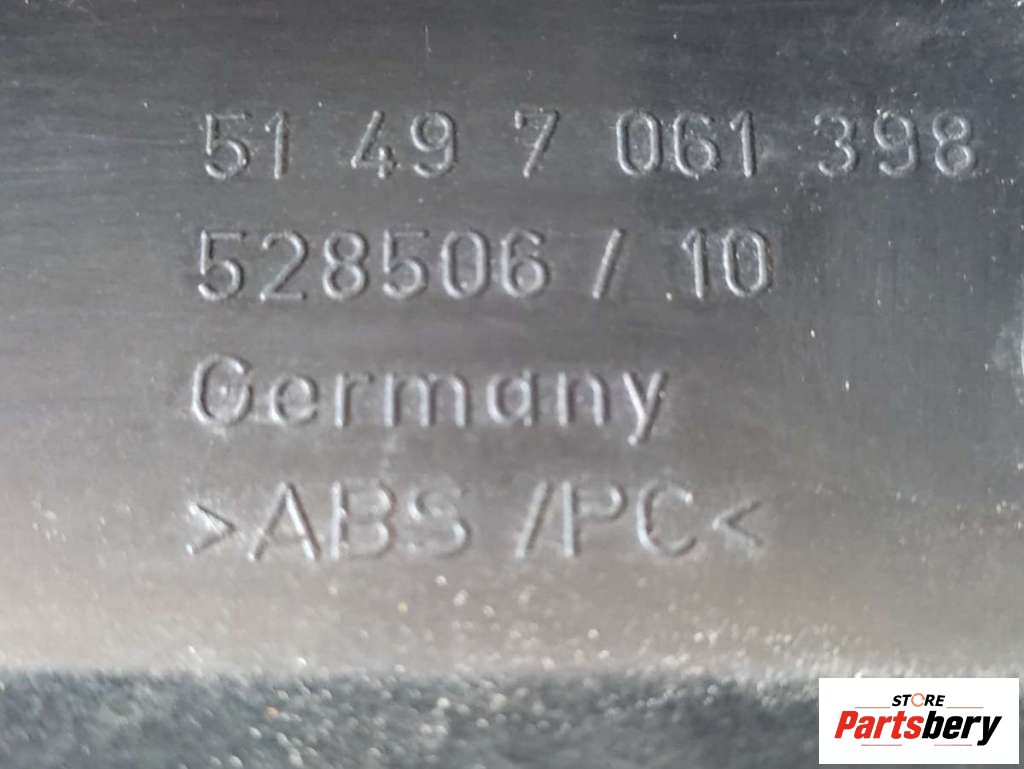 51 49 7 061 398
528506 / 10
Germany
>ABS /PC<
STORE
Partsbery